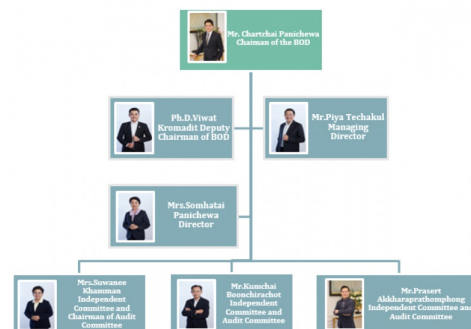 Mr. Chartchai Panichewa
Chaiman of the BOD
Ph.D.Viwat
Kromadit Deputy
Chairman of BOD
Mr.Piya Techakul
Managing
Director
Mrs.Somhatai
Panichewa
Director
Mrs.Suwanee
Khamman
Independent
Committee and
Chairman of Audit
Committee
Mr.Kumchai
Boonchirachot
Independent
Committee and
Audit Committee
Mr.Prasert
Akkharaprathomphong
Independent Committee and
Audit Committee